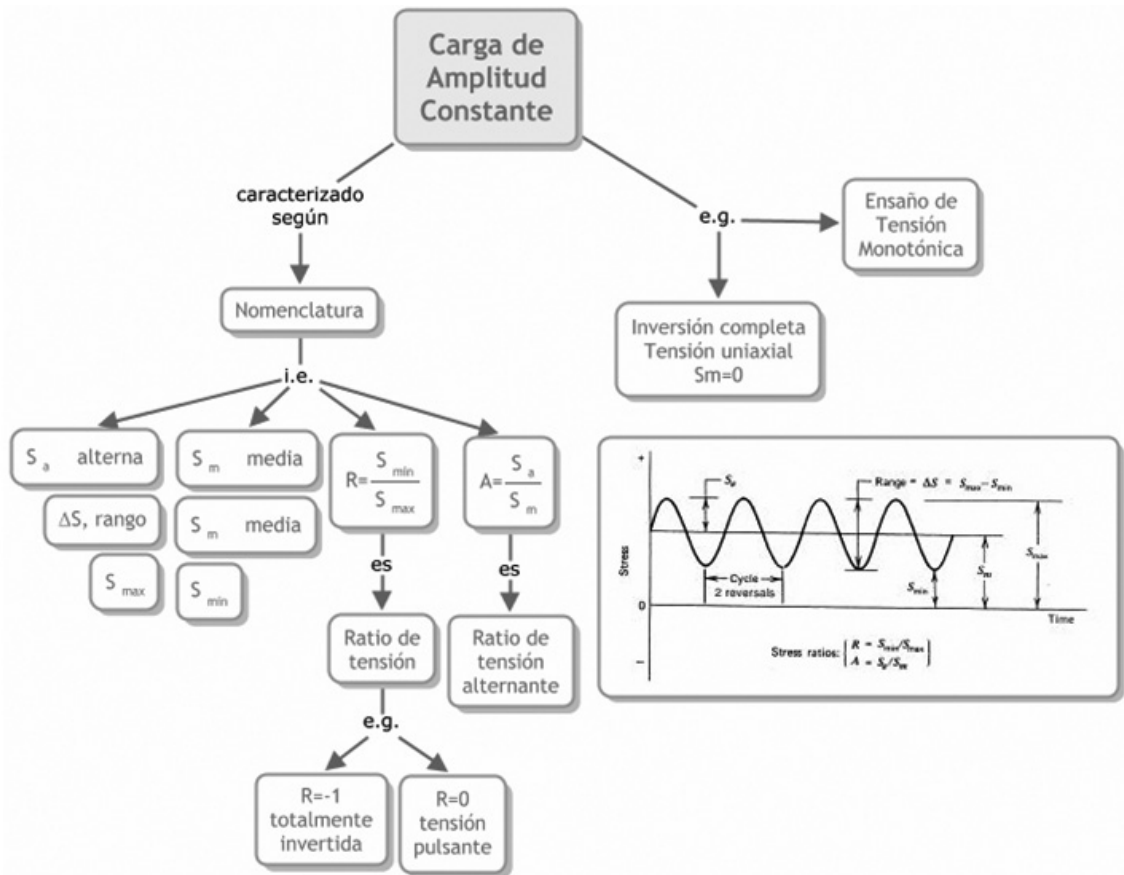 Carga de
Amplitud
Constante
caracterizado
según
e.g.
Ensaño de
Tensión
Monotónica
Nomenclatura
Inversión completa
Tensión uniaxial
Sm=0
i.e.
S a alterna
S m media
R= S min / S max
A= S a / S m
ΔS, rango
S m media
S max
S min
es
es
Ratio de
tensión
Ratio de
tensión
alternante
e.g.
R=-1
totalmente
invertida
R=0
tensión
pulsante
+
Sa
Range = ΔS = Smax – Smin
Stress
Smax
Sm
Cycle
2 reversals
Smin
0
Time
Stress ratios: R = Smin/Smax
A = Sa/Sm
–